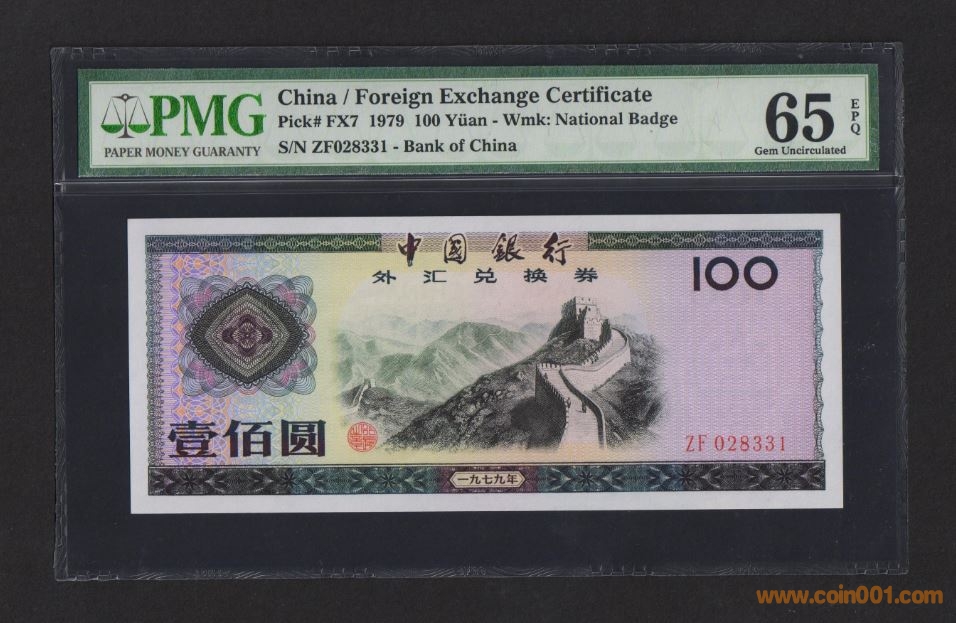 PMG
PAPER MONEY GUARANTY
China / Foreign Exchange Certificate
Pick# FX7 1979 100 Yüan - Wmk: National Badge
S/N ZF028331 - Bank of China
65
EPQ
Gem Uncirculated
中國銀行
外汇兑换券
100
壹佰圆
ZF 028331
一九七九年
www.coin001.com